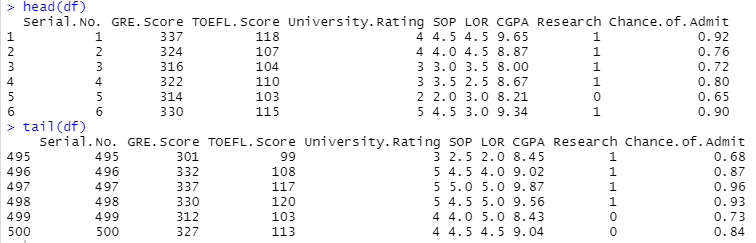 > head(df)
  Serial.No. GRE.Score TOEFL.Score University.Rating SOP LOR CGPA Research Chance.of.Admit
1          1       337         118                 4 4.5 4.5 9.65        1            0.92
2          2       324         107                 4 4.0 4.5 8.87        1            0.76
3          3       316         104                 3 3.0 3.5 8.00        1            0.72
4          4       322         110                 3 3.5 2.5 8.67        1            0.80
5          5       314         103                 2 2.0 3.0 8.21        0            0.65
6          6       330         115                 5 4.5 3.0 9.34        1            0.90
> tail(df)
    Serial.No. GRE.Score TOEFL.Score University.Rating SOP LOR CGPA Research Chance.of.Admit
495        495       301          99                 3 2.5 2.0 8.45        1            0.68
496        496       332         108                 5 4.5 4.0 9.02        1            0.87
497        497       337         117                 5 5.0 5.0 9.87        1            0.96
498        498       330         120                 5 4.5 5.0 9.56        1            0.93
499        499       312         103                 4 4.0 5.0 8.43        0            0.73
500        500       327         113                 4 4.5 4.5 9.04        0            0.84